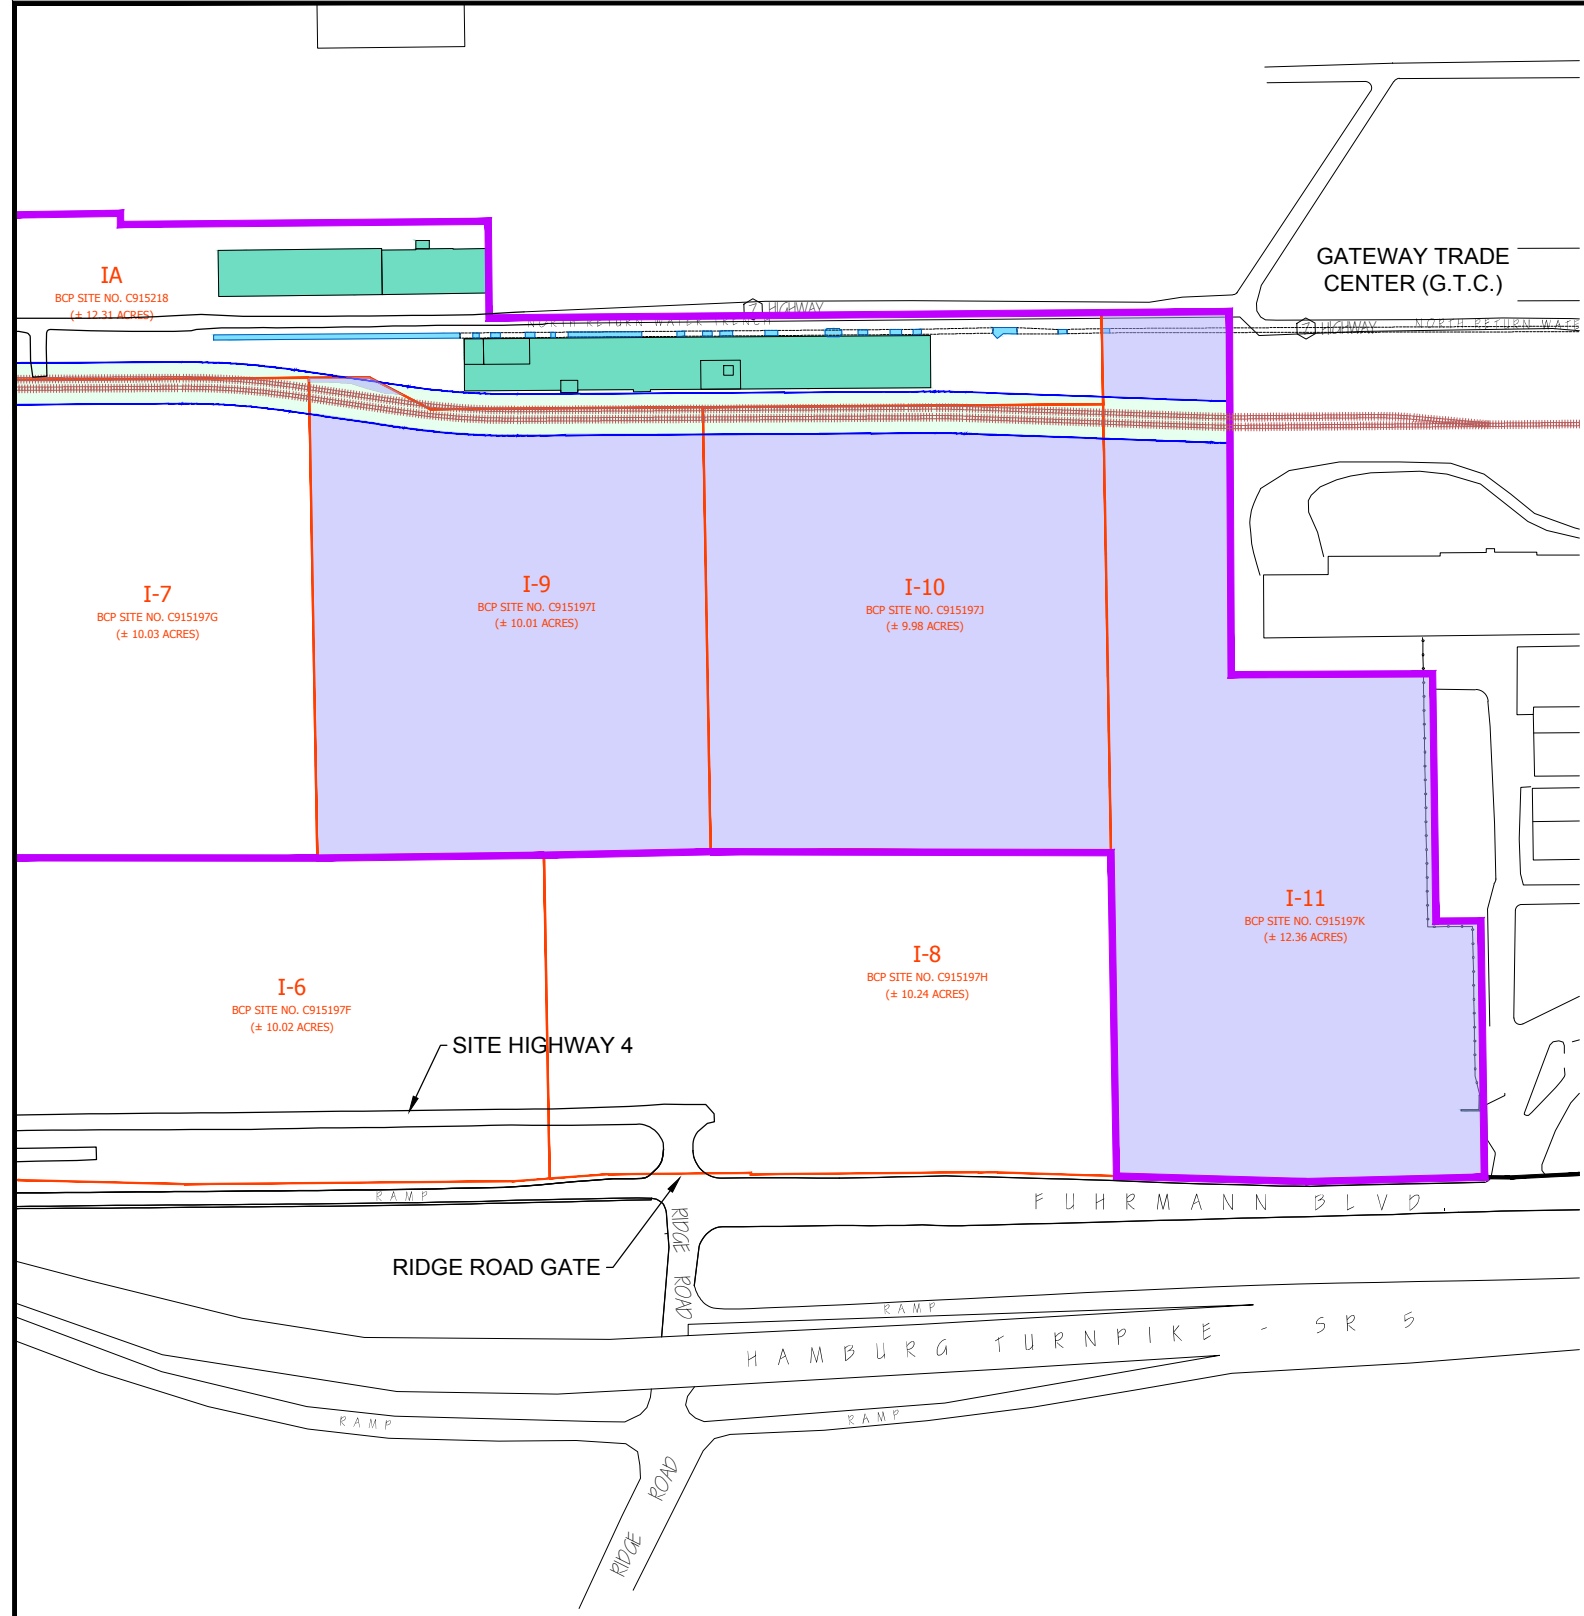 GATEWAY TRADE
CENTER (G.T.C.)
IA
BCP SITE NO. C915218
(± 12.31 ACRES)
7 HIGHWAY
NORTH RETURN WATER TRENCH
7 HIGHWAY
NORTH RETURN WATE
I-7
BCP SITE NO. C915197G
(± 10.03 ACRES)
I-9
BCP SITE NO. C915197I
(± 10.01 ACRES)
I-10
BCP SITE NO. C915197J
(± 9.98 ACRES)
I-11
BCP SITE NO. C915197K
(± 12.36 ACRES)
I-8
BCP SITE NO. C915197H
(± 10.24 ACRES)
I-6
BCP SITE NO. C915197F
(± 10.02 ACRES)
SITE HIGHWAY 4
RAMP
FUHRMANN BLVD.
RIDGE ROAD
RIDGE ROAD GATE
RAMP
HAMBURG TURNPIKE - SR 5
RAMP
RAMP
RIDGE ROAD